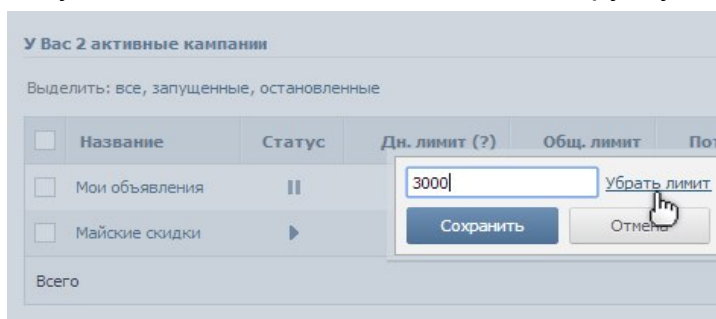 У Вас 2 активные кампании
Выделить: все, запущенные, остановленные
Название Статус Дн. лимит (?) Общ. лимит
Мои объявления
3000 Убрать лимит
Майские скидки
Сохранить Отмена
Всего